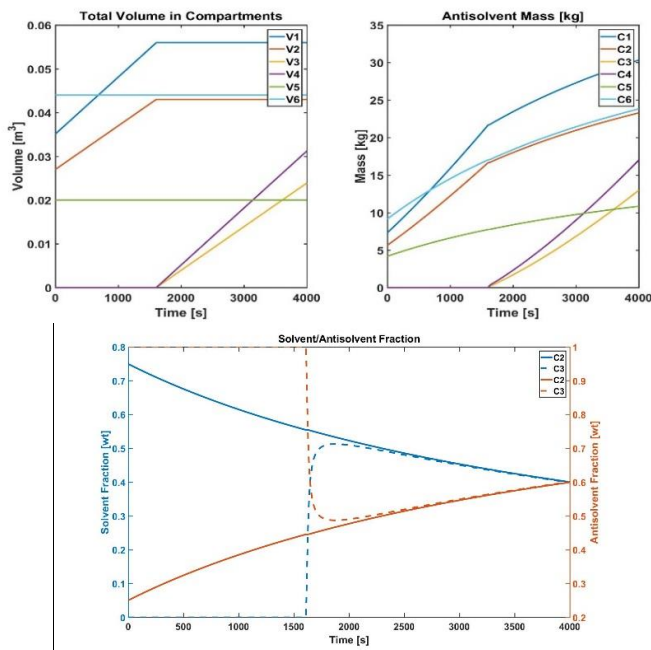 Total Volume in Compartments
0.06
0.05
0.04
0.03
0.02
0.01
0
Volume [m³]
0 1000 2000 3000 4000
Time [s]
V1
V2
V3
V4
V5
V6
Antisolvent Mass [kg]
35
30
25
20
15
10
5
0
Mass [kg]
0 1000 2000 3000 4000
Time [s]
C1
C2
C3
C4
C5
C6
Solvent/Antisolvent Fraction
0.8
0.7
0.6
0.5
0.4
0.3
0.2
0.1
0
Solvent Fraction [wt]
0 500 1000 1500 2000 2500 3000 3500 4000
Time [s]
C2
C3
C2
C3
1
0.9
0.8
0.7
0.6
0.5
0.4
0.3
0.2
Antisolvent Fraction [wt]